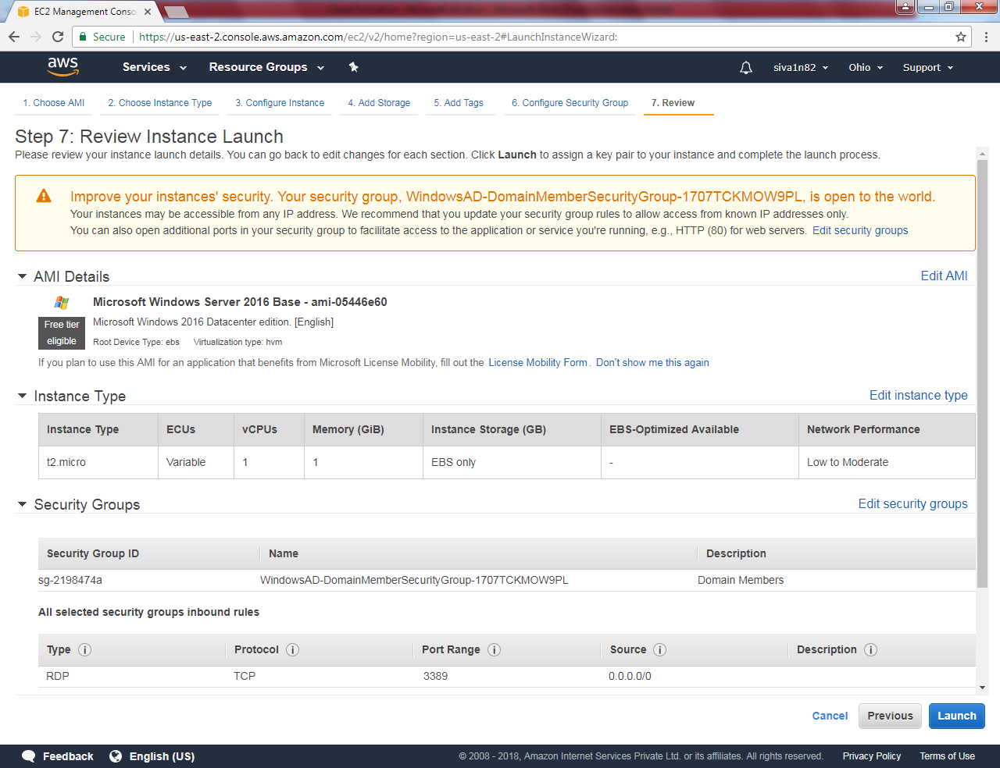 EC2 Management Conso
Secure https://us-east-2.console.aws.amazon.com/ec2/v2/home?region=us-east-2#LaunchInstanceWizard:
aws Services Resource Groups siva1n82 Ohio Support
1. Choose AMI 2. Choose Instance Type 3. Configure Instance 4. Add Storage 5. Add Tags 6. Configure Security Group 7. Review
Step 7: Review Instance Launch
Please review your instance launch details. You can go back to edit changes for each section. Click Launch to assign a key pair to your instance and complete the launch process.
Improve your instances' security. Your security group, WindowsAD-DomainMemberSecurityGroup-1707TCKMOW9PL, is open to the world.
Your instances may be accessible from any IP address. We recommend that you update your security group rules to allow access from known IP addresses only.
You can also open additional ports in your security group to facilitate access to the application or service you're running, e.g., HTTP (80) for web servers. Edit security groups
AMI Details Edit AMI
Microsoft Windows Server 2016 Base - ami-05446e60
Free tier eligible
Microsoft Windows 2016 Datacenter edition. [English]
Root Device Type: ebs Virtualization type: hvm
If you plan to use this AMI for an application that benefits from Microsoft License Mobility, fill out the License Mobility Form. Don't show me this again
Instance Type Edit instance type
Instance Type ECUs vCPUs Memory (GiB) Instance Storage (GB) EBS-Optimized Available Network Performance
t2.micro Variable 1 1 EBS only - Low to Moderate
Security Groups Edit security groups
Security Group ID Name Description
sg-2198474a WindowsAD-DomainMemberSecurityGroup-1707TCKMOW9PL Domain Members
All selected security groups inbound rules
Type Protocol Port Range Source Description
RDP TCP 3389 0.0.0.0/0
Cancel Previous Launch
Feedback English (US) © 2008 - 2018, Amazon Internet Services Private Ltd. or its affiliates. All rights reserved. Privacy Policy Terms of Use